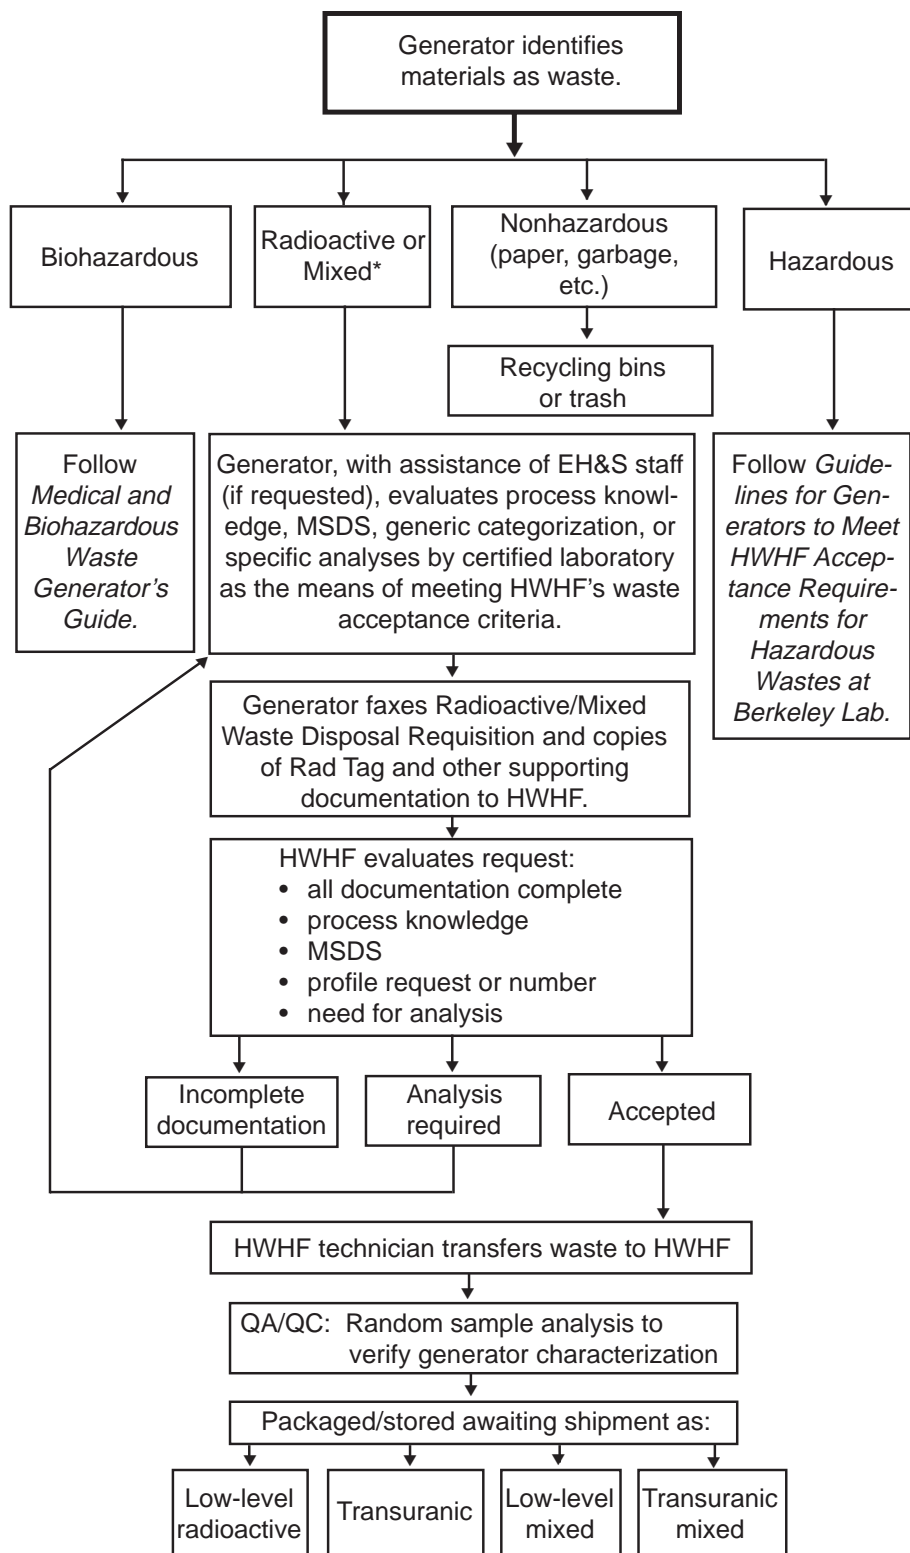 Generator identifies
materials as waste.
Biohazardous
Radioactive or
Mixed*
Nonhazardous
(paper, garbage,
etc.)
Hazardous
Recycling bins
or trash
Follow
Medical and
Biohazardous
Waste
Generator's
Guide.
Generator, with assistance of EH&S staff
(if requested), evaluates process knowl-
edge, MSDS, generic categorization, or
specific analyses by certified laboratory
as the means of meeting HWHF's waste
acceptance criteria.
Follow Guide-
lines for Gen-
erators to Meet
HWHF Accep-
tance Require-
ments for
Hazardous
Wastes at
Berkeley Lab.
Generator faxes Radioactive/Mixed
Waste Disposal Requisition and copies
of Rad Tag and other supporting
documentation to HWHF.
HWHF evaluates request:
• all documentation complete
• process knowledge
• MSDS
• profile request or number
• need for analysis
Incomplete
documentation
Analysis
required
Accepted
HWHF technician transfers waste to HWHF
QA/QC: Random sample analysis to
verify generator characterization
Packaged/stored awaiting shipment as:
Low-level
radioactive
Transuranic
Low-level
mixed
Transuranic
mixed